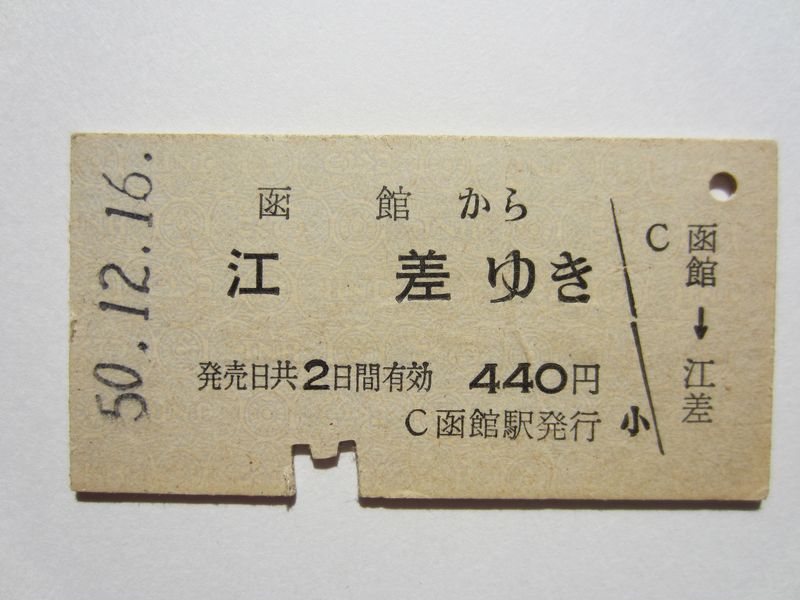 50.12.16.
函館から
江差ゆき
発売日共2日間有効 440円
C函館駅発行 小
C 函館→江差